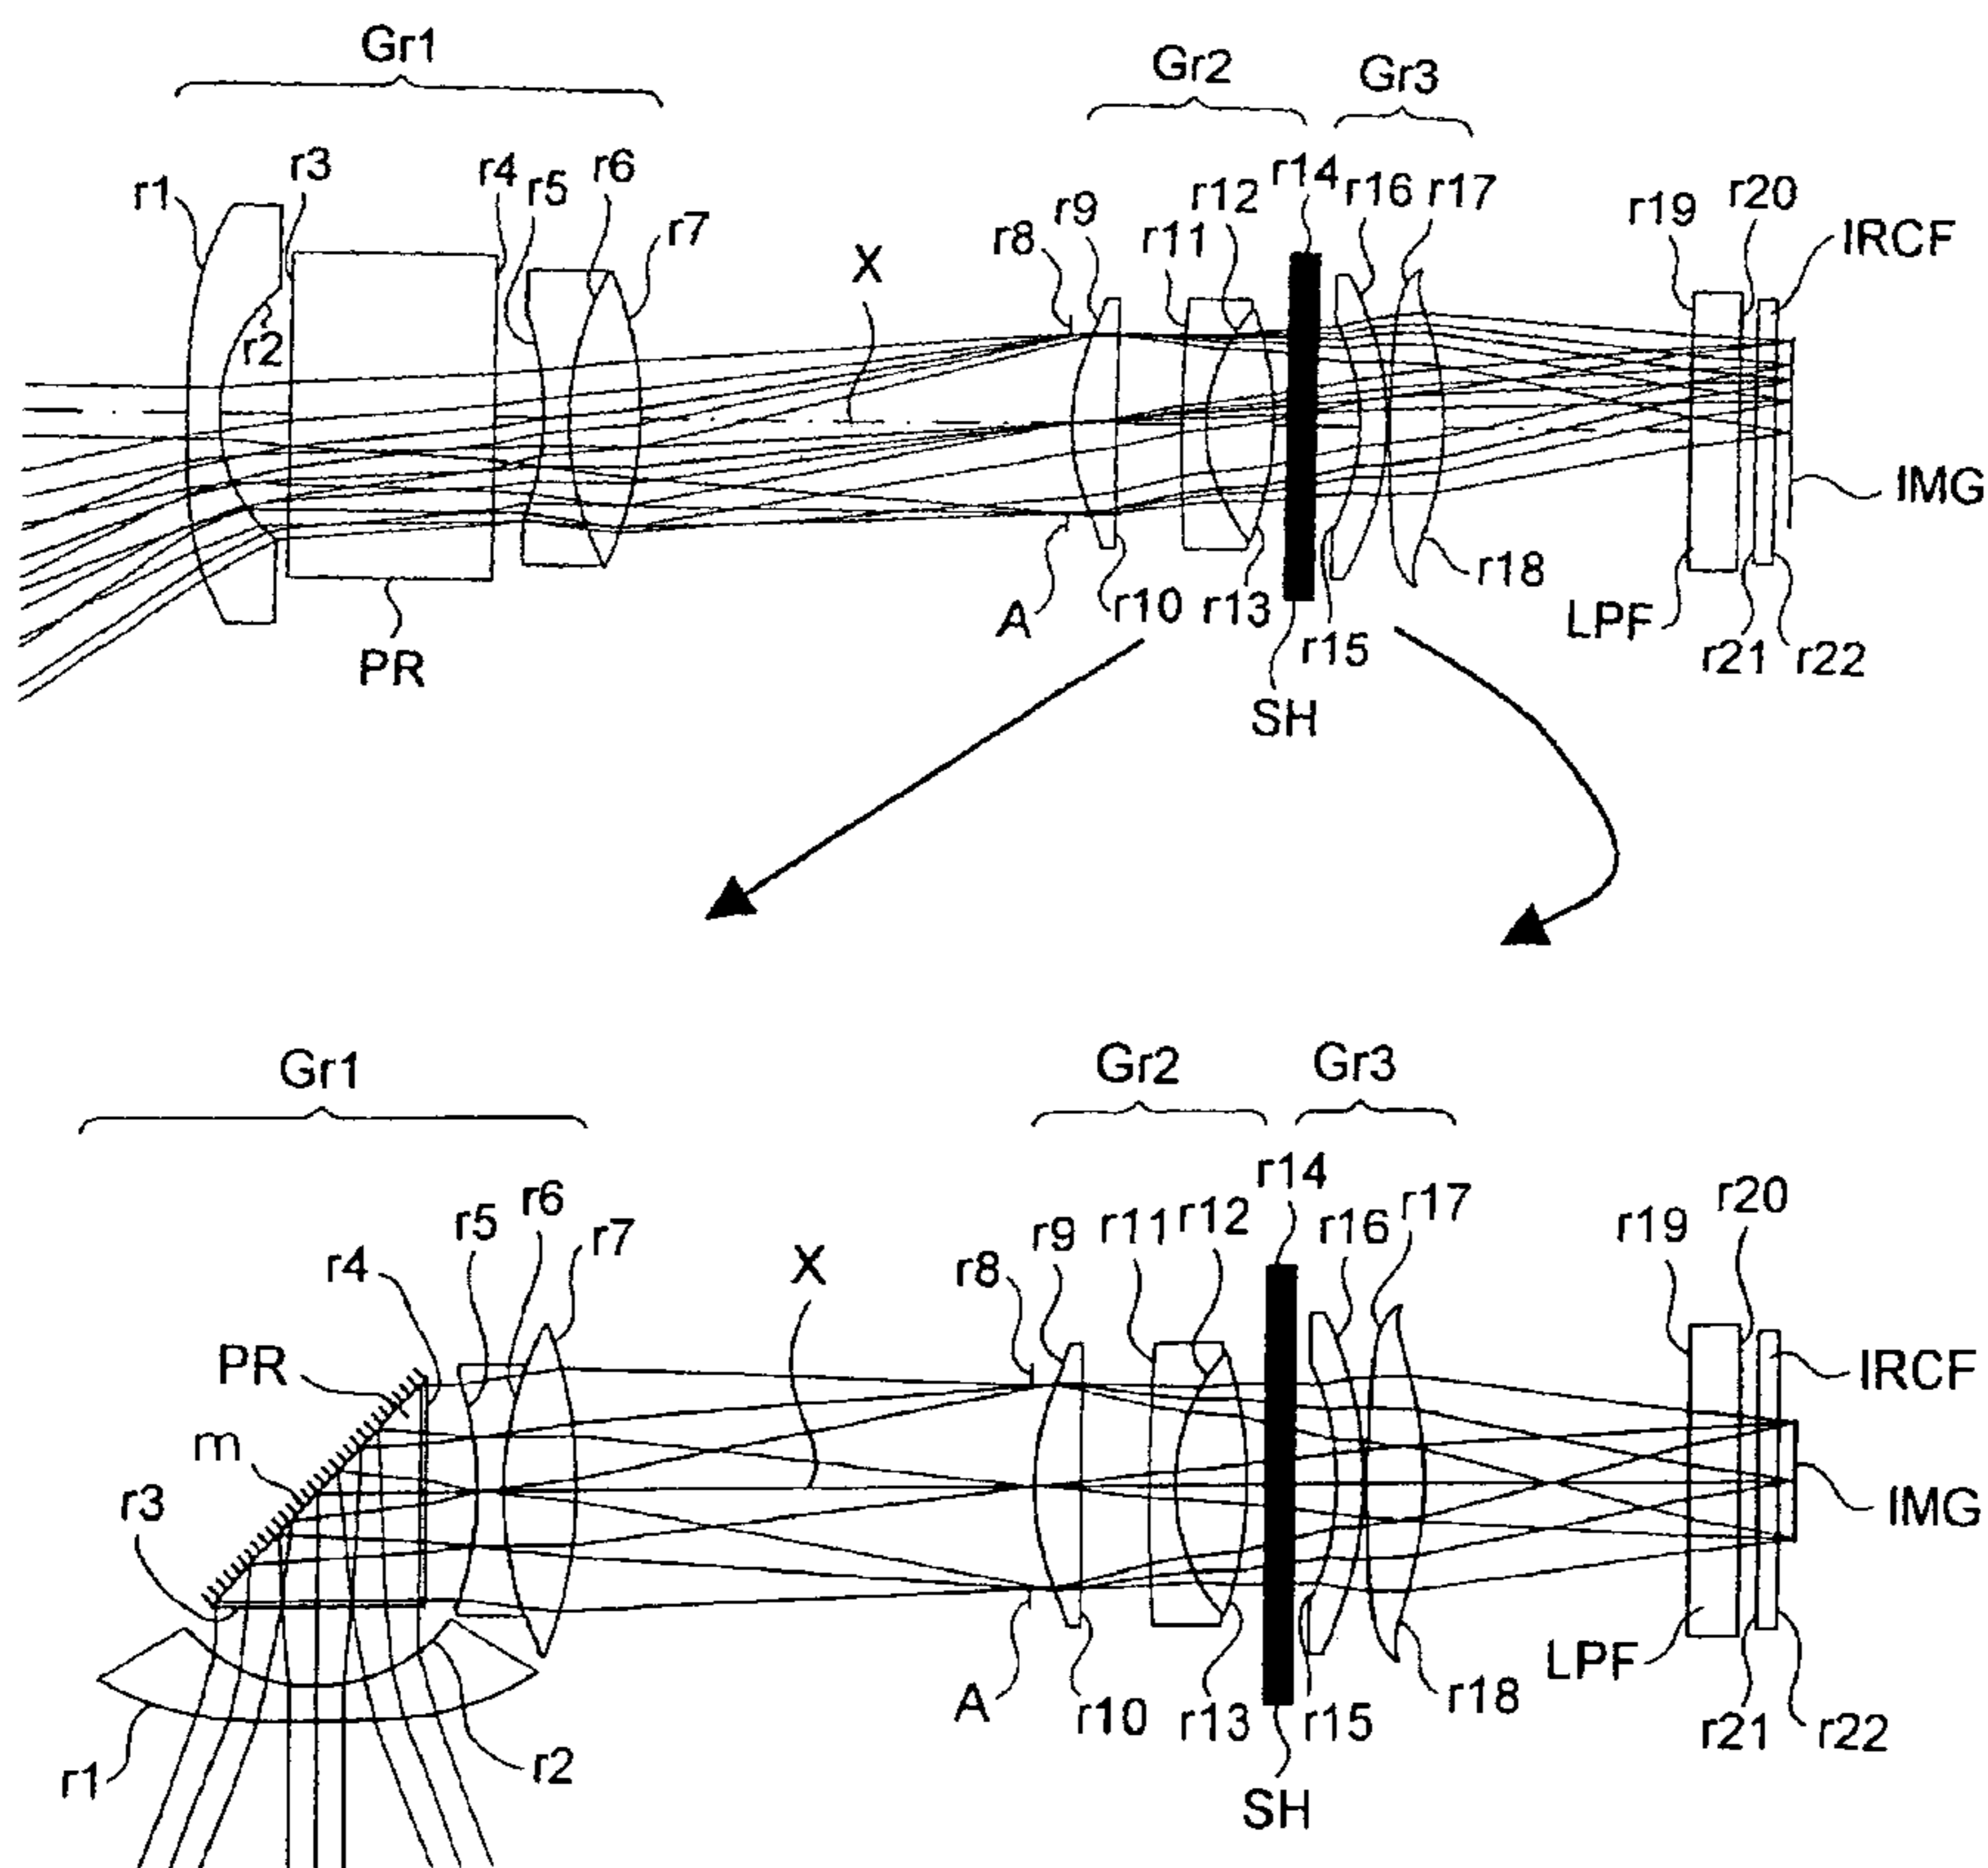 Gr1
Gr2
Gr3
r1
r3
r4
r5
r6
r7
r2
X
r8
r9
r11
r12
r14
r16
r17
r19
r20
IRCF
IMG
PR
A
r10
r13
r15
SH
r18
LPF
r21
r22
Gr1
Gr2
Gr3
r4
r5
r6
r7
X
r8
r9
r11
r12
r14
r16
r17
r19
r20
IRCF
PR
m
r3
IMG
r1
r2
A
r10
r13
r15
SH
r18
LPF
r21
r22